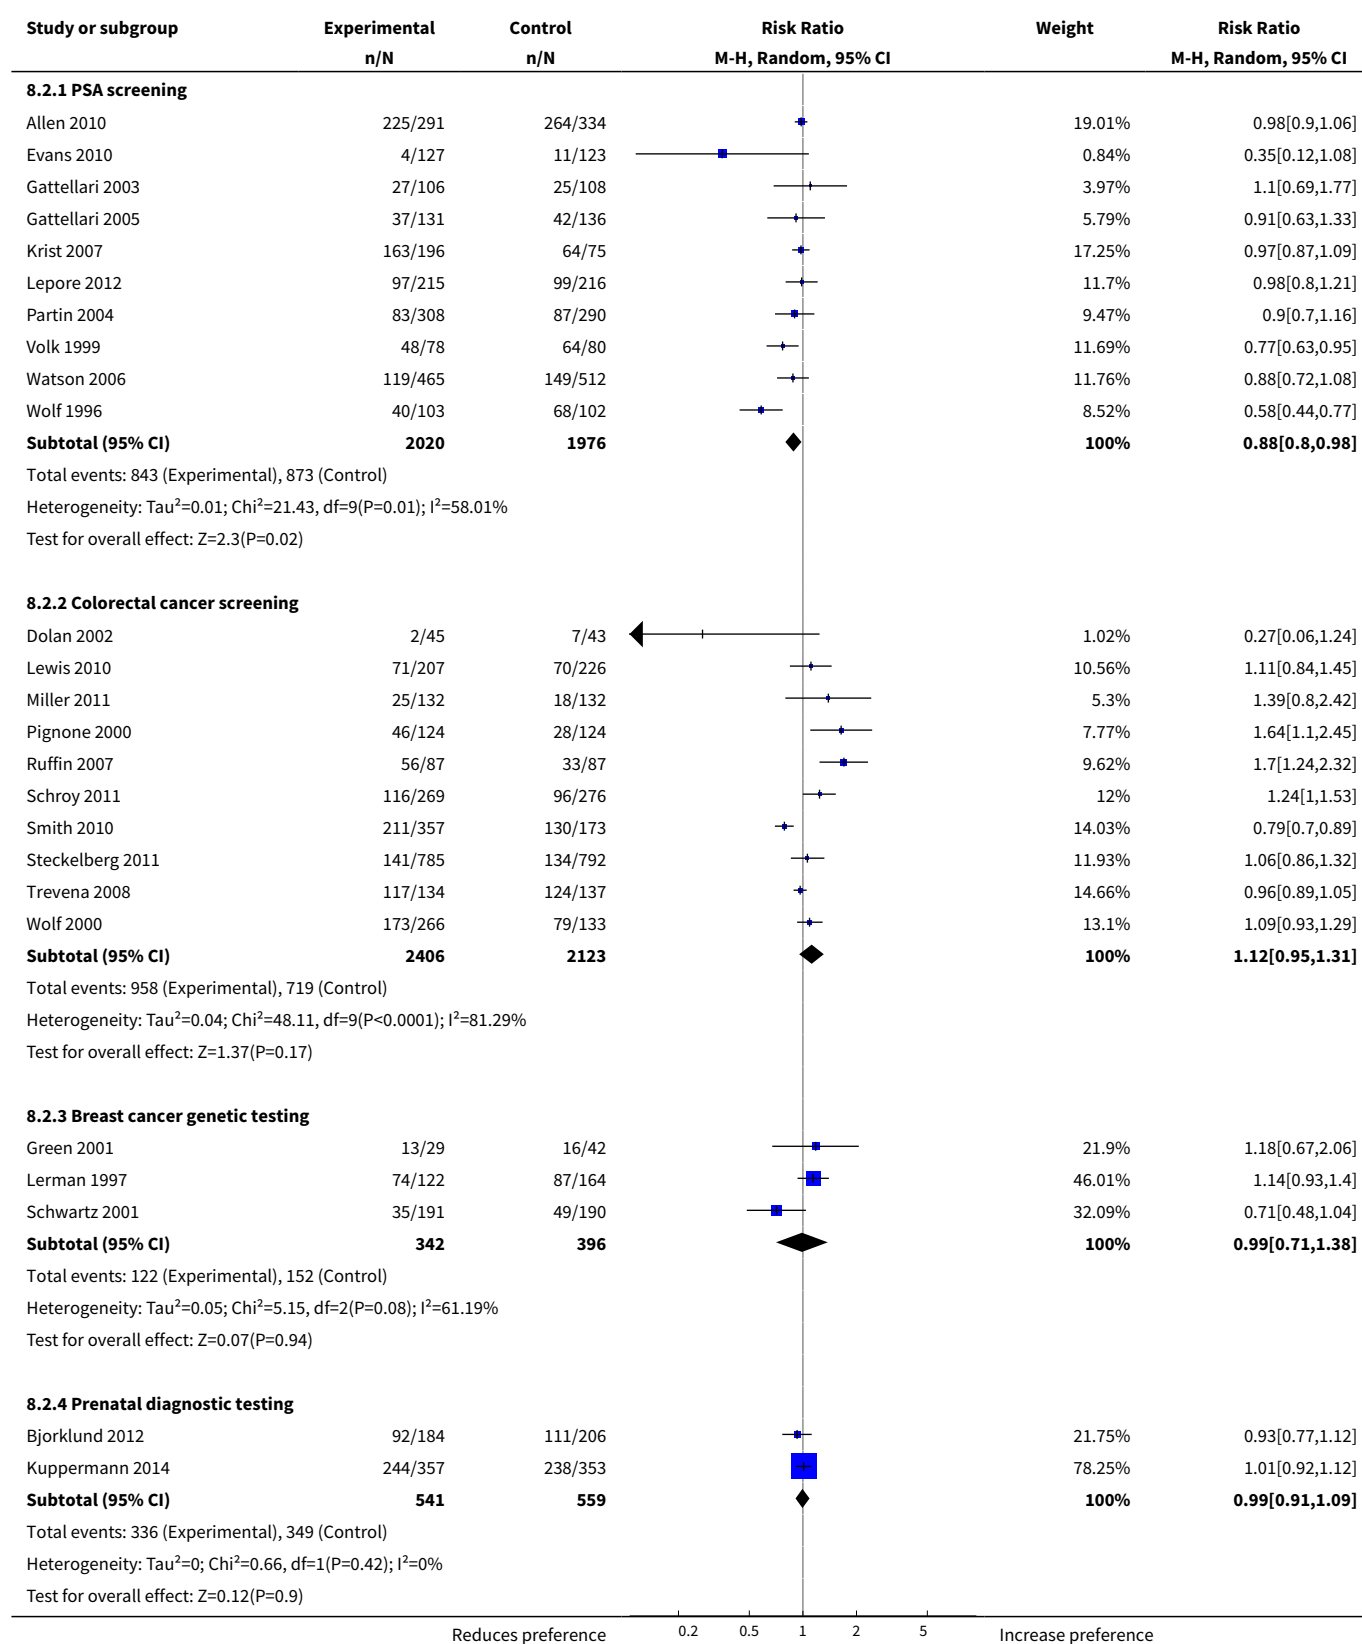 Study or subgroup Experimental Control Risk Ratio Weight Risk Ratio
n/N n/N M-H, Random, 95% CI M-H, Random, 95% CI
8.2.1 PSA screening
Allen 2010 225/291 264/334 19.01% 0.98[0.9,1.06]
Evans 2010 4/127 11/123 0.84% 0.35[0.12,1.08]
Gattellari 2003 27/106 25/108 3.97% 1.1[0.69,1.77]
Gattellari 2005 37/131 42/136 5.79% 0.91[0.63,1.33]
Krist 2007 163/196 64/75 17.25% 0.97[0.87,1.09]
Lepore 2012 97/215 99/216 11.7% 0.98[0.8,1.21]
Partin 2004 83/308 87/290 9.47% 0.9[0.7,1.16]
Volk 1999 48/78 64/80 11.69% 0.77[0.63,0.95]
Watson 2006 119/465 149/512 11.76% 0.88[0.72,1.08]
Wolf 1996 40/103 68/102 8.52% 0.58[0.44,0.77]
Subtotal (95% CI) 2020 1976 100% 0.88[0.8,0.98]
Total events: 843 (Experimental), 873 (Control)
Heterogeneity: Tau²=0.01; Chi²=21.43, df=9(P=0.01); I²=58.01%
Test for overall effect: Z=2.3(P=0.02)
8.2.2 Colorectal cancer screening
Dolan 2002 2/45 7/43 1.02% 0.27[0.06,1.24]
Lewis 2010 71/207 70/226 10.56% 1.11[0.84,1.45]
Miller 2011 25/132 18/132 5.3% 1.39[0.8,2.42]
Pignone 2000 46/124 28/124 7.77% 1.64[1.1,2.45]
Ruffin 2007 56/87 33/87 9.62% 1.7[1.24,2.32]
Schroy 2011 116/269 96/276 12% 1.24[1,1.53]
Smith 2010 211/357 130/173 14.03% 0.79[0.7,0.89]
Steckelberg 2011 141/785 134/792 11.93% 1.06[0.86,1.32]
Trevena 2008 117/134 124/137 14.66% 0.96[0.89,1.05]
Wolf 2000 173/266 79/133 13.1% 1.09[0.93,1.29]
Subtotal (95% CI) 2406 2123 100% 1.12[0.95,1.31]
Total events: 958 (Experimental), 719 (Control)
Heterogeneity: Tau²=0.04; Chi²=48.11, df=9(P<0.0001); I²=81.29%
Test for overall effect: Z=1.37(P=0.17)
8.2.3 Breast cancer genetic testing
Green 2001 13/29 16/42 21.9% 1.18[0.67,2.06]
Lerman 1997 74/122 87/164 46.01% 1.14[0.93,1.4]
Schwartz 2001 35/191 49/190 32.09% 0.71[0.48,1.04]
Subtotal (95% CI) 342 396 100% 0.99[0.71,1.38]
Total events: 122 (Experimental), 152 (Control)
Heterogeneity: Tau²=0.05; Chi²=5.15, df=2(P=0.08); I²=61.19%
Test for overall effect: Z=0.07(P=0.94)
8.2.4 Prenatal diagnostic testing
Bjorklund 2012 92/184 111/206 21.75% 0.93[0.77,1.12]
Kuppermann 2014 244/357 238/353 78.25% 1.01[0.92,1.12]
Subtotal (95% CI) 541 559 100% 0.99[0.91,1.09]
Total events: 336 (Experimental), 349 (Control)
Heterogeneity: Tau²=0; Chi²=0.66, df=1(P=0.42); I²=0%
Test for overall effect: Z=0.12(P=0.9)
Reduces preference 0.2 0.5 1 2 5 Increase preference